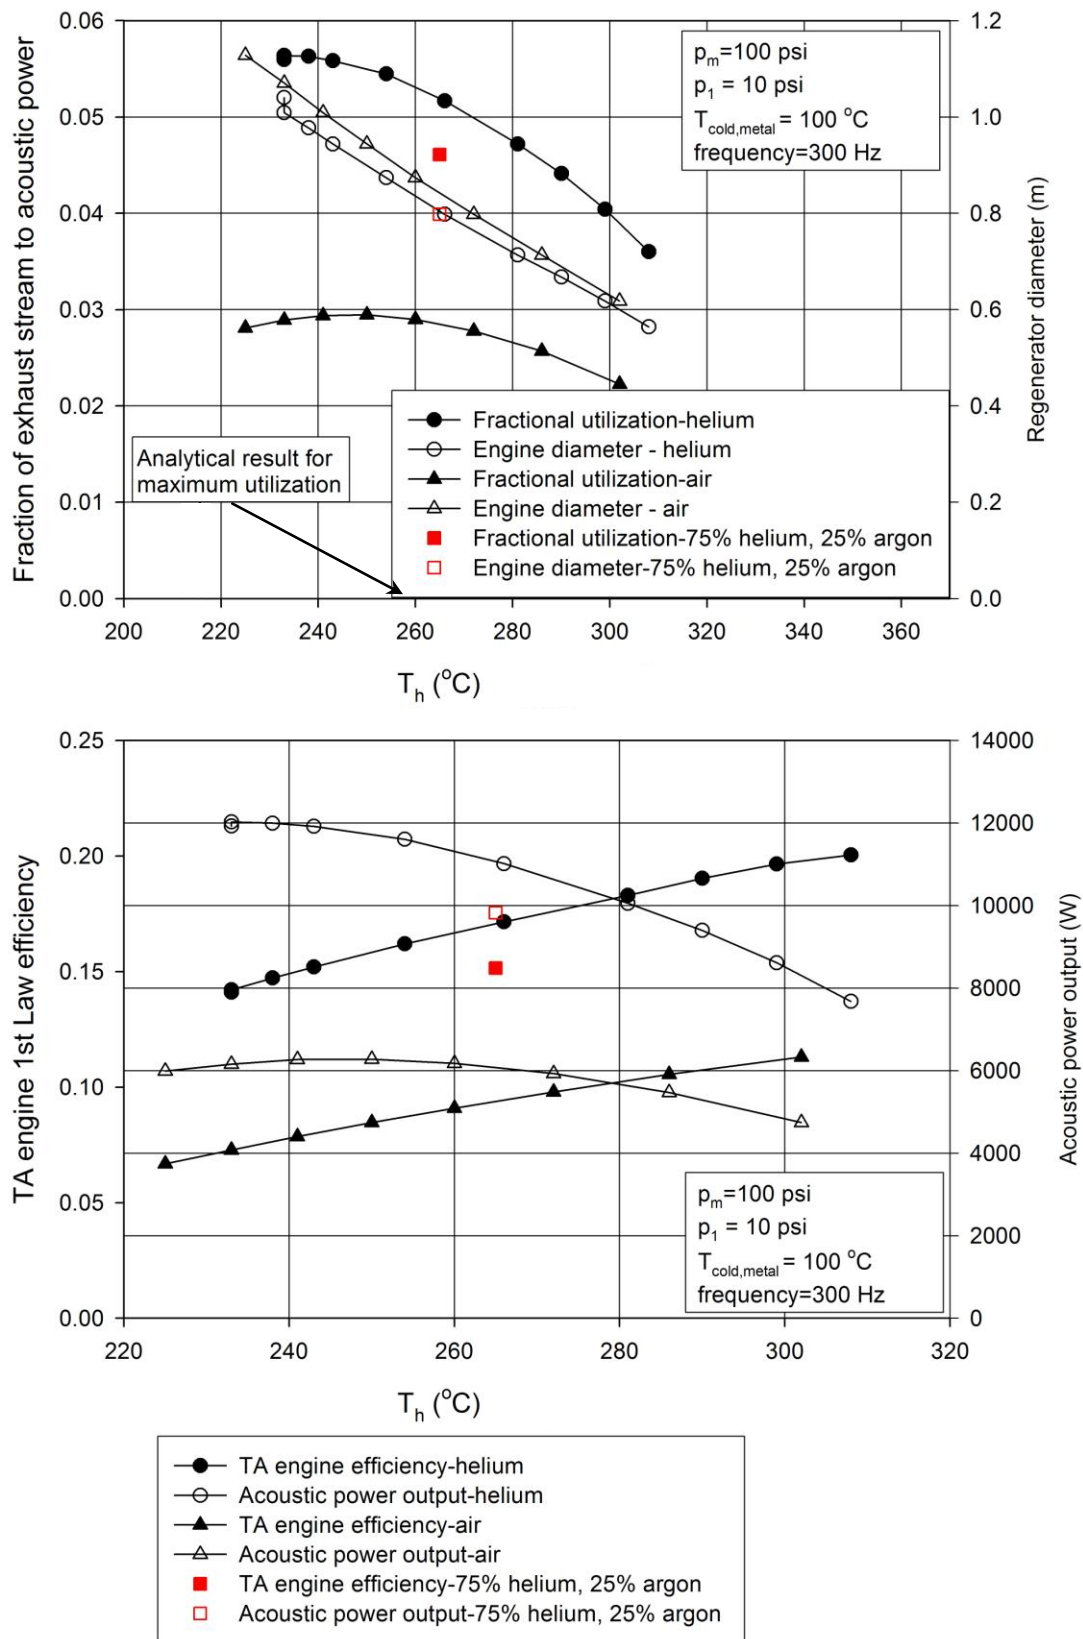 Fraction of exhaust stream to acoustic power
0.06
0.05
0.04
0.03
0.02
0.01
0.00
1.2
1.0
0.8
0.6
0.4
0.2
0.0
Regenerator diameter (m)
pm=100 psi
p1 = 10 psi
Tcold,metal = 100 °C
frequency=300 Hz
Analytical result for
maximum utilization
Fractional utilization-helium
Engine diameter - helium
Fractional utilization-air
Engine diameter - air
Fractional utilization-75% helium, 25% argon
Engine diameter-75% helium, 25% argon
200 220 240 260 280 300 320 340 360
Th (°C)
TA engine 1st Law efficiency
0.25
0.20
0.15
0.10
0.05
0.00
14000
12000
10000
8000
6000
4000
2000
0
Acoustic power output (W)
pm=100 psi
p1 = 10 psi
Tcold,metal = 100 °C
frequency=300 Hz
220 240 260 280 300 320
Th (°C)
TA engine efficiency-helium
Acoustic power output-helium
TA engine efficiency-air
Acoustic power output-air
TA engine efficiency-75% helium, 25% argon
Acoustic power output-75% helium, 25% argon